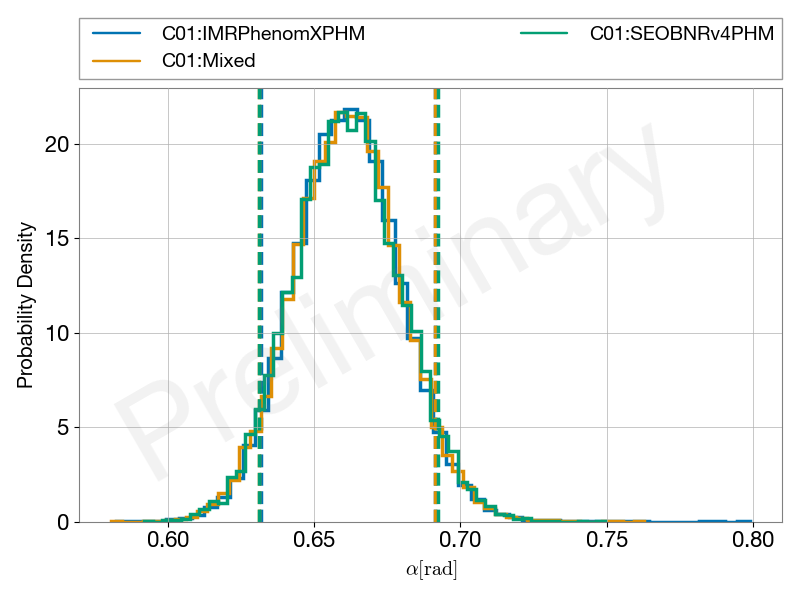 C01:IMRPhenomXPHM
C01:Mixed
C01:SEOBNRv4PHM
Preliminary
Probability Density
20
15
10
5
0
0.60 0.65 0.70 0.75 0.80
α[rad]